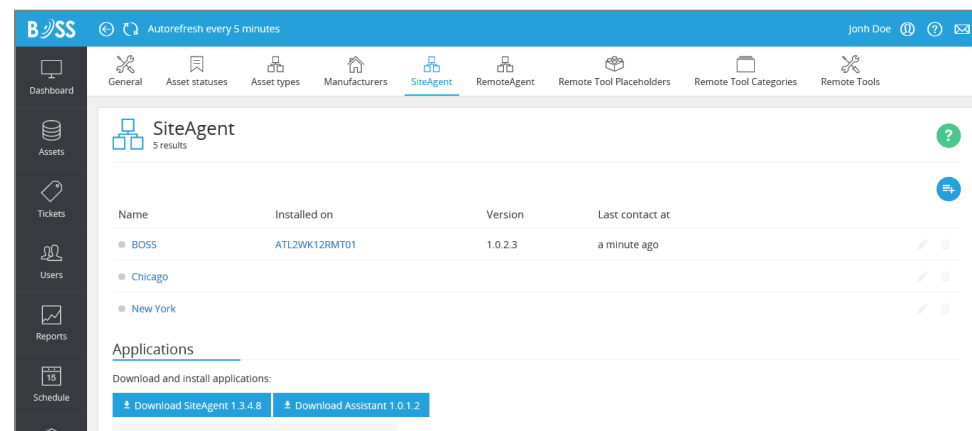 BOSS Autorefresh every 5 minutes Jonh Doe ?
Dashboard
Assets
Tickets
Users
Reports
15
Schedule
General Asset statuses Asset types Manufacturers SiteAgent RemoteAgent Remote Tool Placeholders Remote Tool Categories Remote Tools
SiteAgent
5 results
?
Name Installed on Version Last contact at
BOSS ATL2WK12RMT01 1.0.2.3 a minute ago
Chicago
New York
Applications
Download and install applications:
Download SiteAgent 1.3.4.8 Download Assistant 1.0.1.2